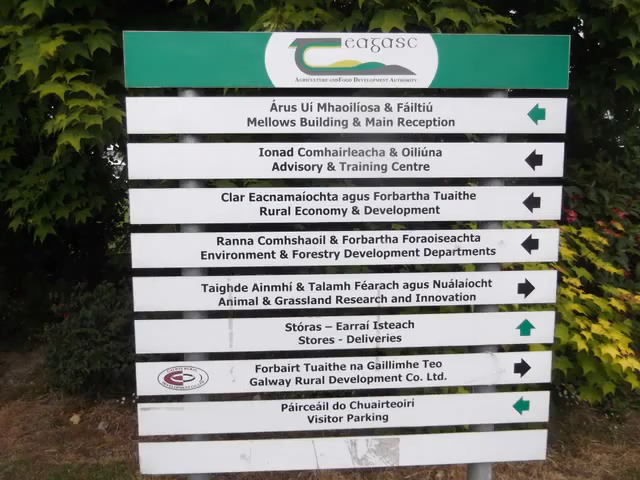 Teagasc
Agriculture and Food Development Authority
Árus Uí Mhaoilíosa & Fáiltiú
Mellows Building & Main Reception
Ionad Comhairleacha & Oiliúna
Advisory & Training Centre
Clar Eacnamaíochta agus Forbartha Tuaithe
Rural Economy & Development
Ranna Comhshaoil & Forbartha Foraoiseachta
Environment & Forestry Development Departments
Taighde Ainmhí & Talamh Féarach agus Nuálaíocht
Animal & Grassland Research and Innovation
Stóras – Earraí Isteach
Stores - Deliveries
Forbairt Tuaithe na Gaillimhe Teo
Galway Rural Development Co. Ltd.
Páirceáil do Chuairteoirí
Visitor Parking